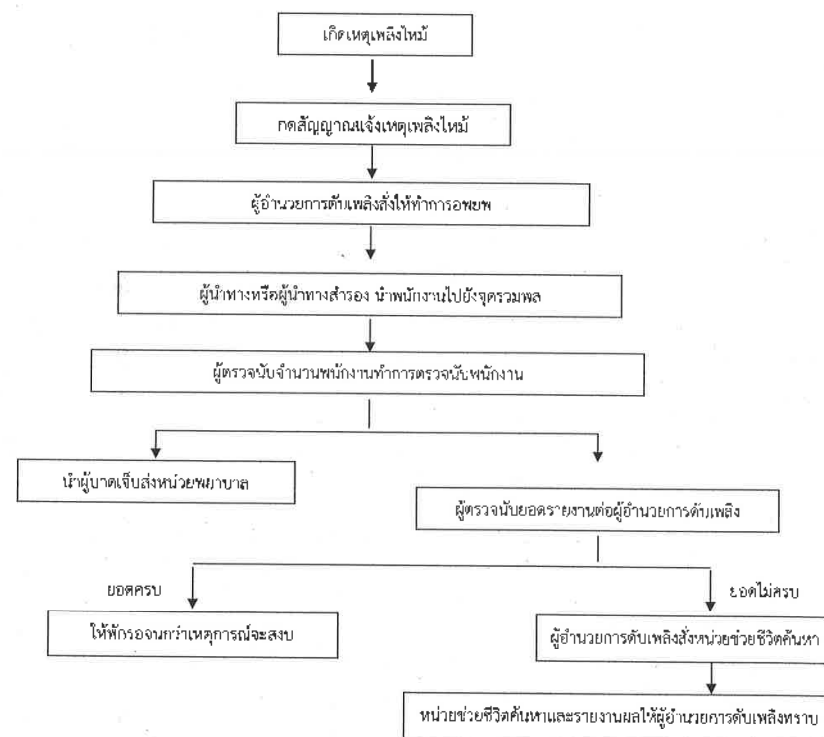 เกิดเหตุเพลิงไหม้
กดสัญญาณแจ้งเหตุเพลิงไหม้
ผู้อำนวยการดับเพลิงสั่งให้ทำการอพยพ
ผู้นำทางหรือผู้นำทางสำรอง นำพนักงานไปยังจุดรวมพล
ผู้ตรวจนับจำนวนพนักงานทำการตรวจนับพนักงาน
นำผู้บาดเจ็บส่งหน่วยพยาบาล
ผู้ตรวจนับยอดรายงานต่อผู้อำนวยการดับเพลิง
ยอดครบ
ยอดไม่ครบ
ให้พักรอจนกว่าเหตุการณ์จะสงบ
ผู้อำนวยการดับเพลิงสั่งหน่วยช่วยชีวิตค้นหา
หน่วยช่วยชีวิตค้นหาและรายงานผลให้ผู้อำนวยการดับเพลิงทราบ